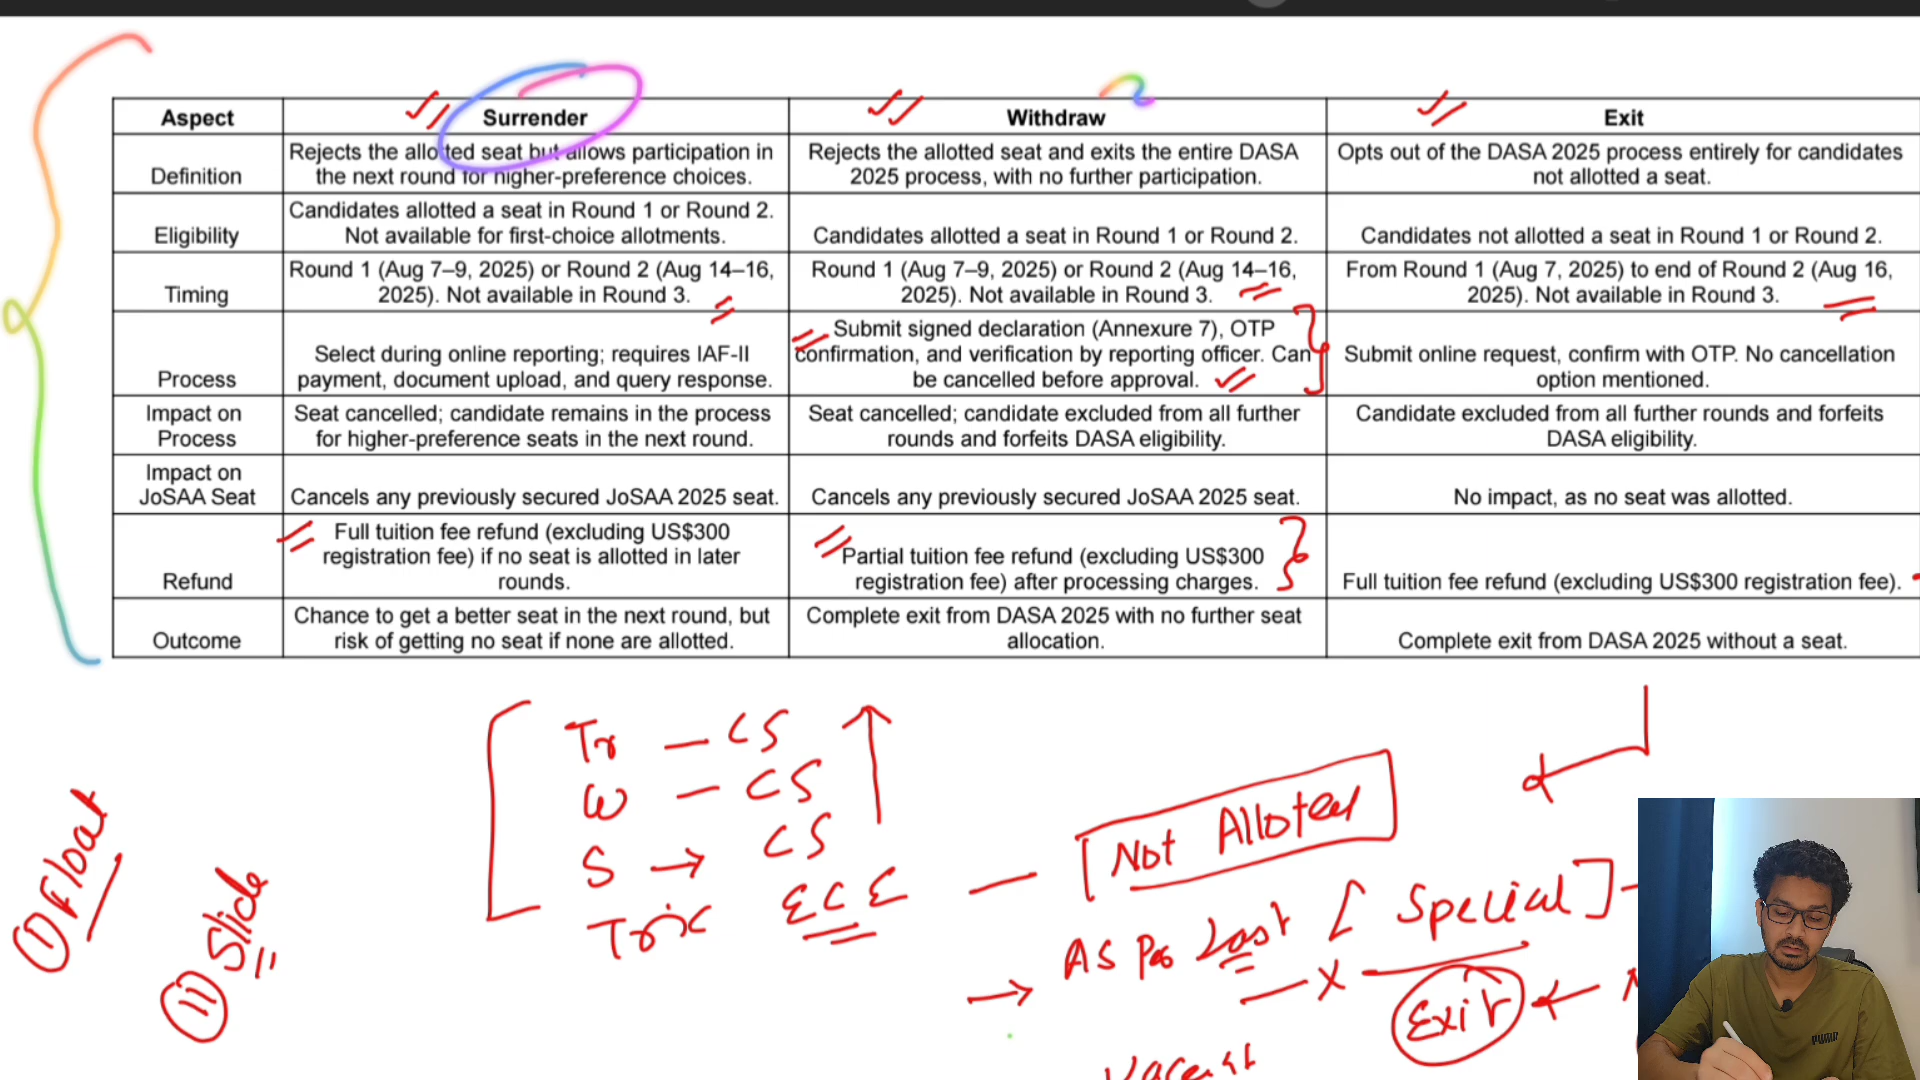 Aspect Surrender Withdraw Exit
Definition
Rejects the allotted seat but allows participation in
the next round for higher-preference choices.
Rejects the allotted seat and exits the entire DASA
2025 process, with no further participation.
Opts out of the DASA 2025 process entirely for candidates
not allotted a seat.
Eligibility
Candidates allotted a seat in Round 1 or Round 2.
Not available for first-choice allotments.
Candidates allotted a seat in Round 1 or Round 2.
Candidates not allotted a seat in Round 1 or Round 2.
Timing
Round 1 (Aug 7–9, 2025) or Round 2 (Aug 14–16,
2025). Not available in Round 3.
Round 1 (Aug 7–9, 2025) or Round 2 (Aug 14–16,
2025). Not available in Round 3.
From Round 1 (Aug 7, 2025) to end of Round 2 (Aug 16,
2025). Not available in Round 3.
Process
Select during online reporting; requires IAF-II
payment, document upload, and query response.
Submit signed declaration (Annexure 7), OTP
confirmation, and verification by reporting officer. Can
be cancelled before approval.
Submit online request, confirm with OTP. No cancellation
option mentioned.
Impact on
Process
Seat cancelled; candidate remains in the process
for higher-preference seats in the next round.
Seat cancelled; candidate excluded from all further
rounds and forfeits DASA eligibility.
Candidate excluded from all further rounds and forfeits
DASA eligibility.
Impact on
JoSAA Seat
Cancels any previously secured JoSAA 2025 seat.
Cancels any previously secured JoSAA 2025 seat.
No impact, as no seat was allotted.
Refund
Full tuition fee refund (excluding US$300
registration fee) if no seat is allotted in later
rounds.
Partial tuition fee refund (excluding US$300
registration fee) after processing charges.
Full tuition fee refund (excluding US$300 registration fee).
Outcome
Chance to get a better seat in the next round, but
risk of getting no seat if none are allotted.
Complete exit from DASA 2025 with no further seat
allocation.
Complete exit from DASA 2025 without a seat.
Tr — CS
W — CS
S → CS
Tric ECE
[Not Alloted]
As Per Last [Special]
Exit
(i) Float
(ii) Slide
PUMA